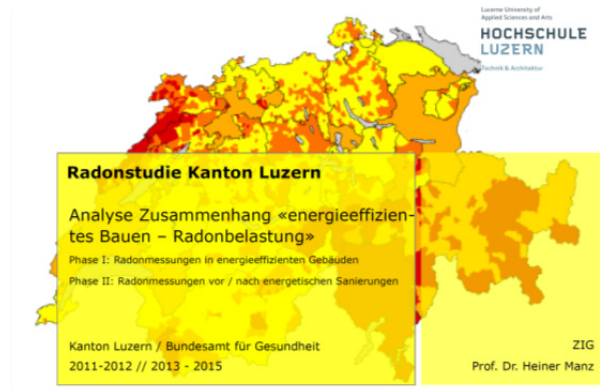 Lucerne University of
Applied Sciences and Arts
HOCHSCHULE
LUZERN
Technik & Architektur
Radonstudie Kanton Luzern
Analyse Zusammenhang «energieeffizien-
tes Bauen – Radonbelastung»
Phase I: Radonmessungen in energieeffizienten Gebäuden
Phase II: Radonmessungen vor / nach energetischen Sanierungen
Kanton Luzern / Bundesamt für Gesundheit
2011-2012 // 2013 - 2015
ZIG
Prof. Dr. Heiner Manz